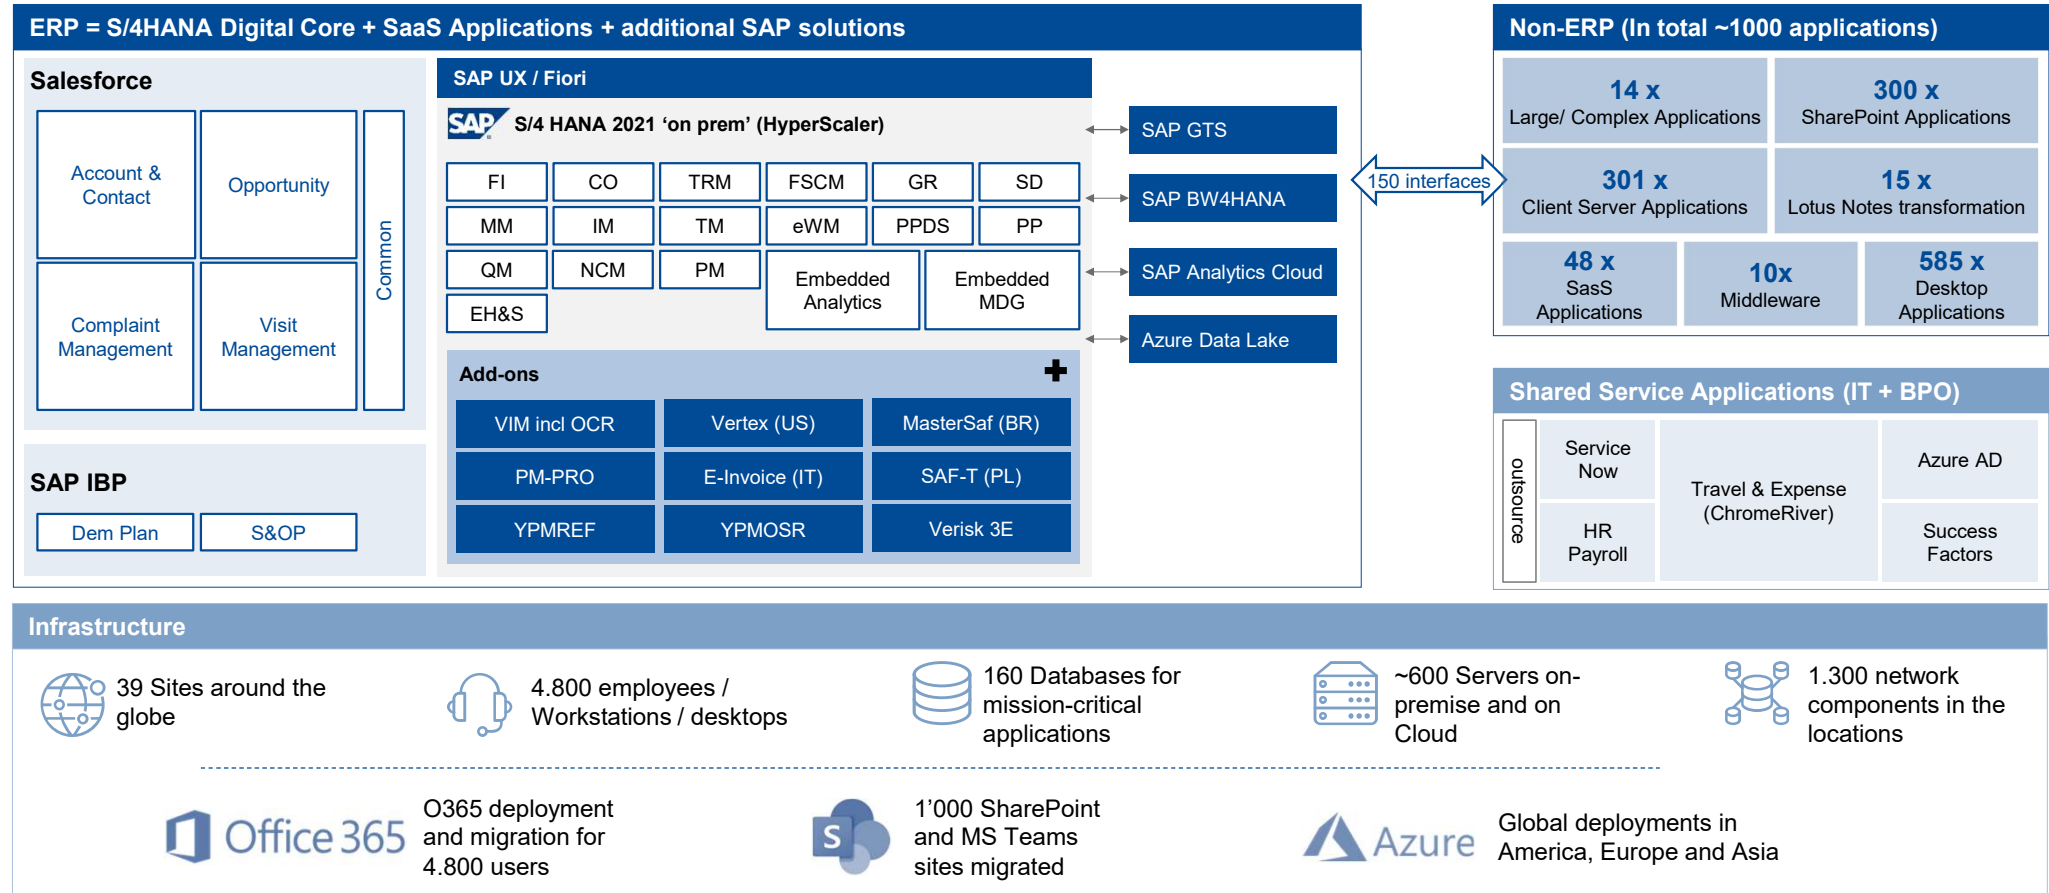 ERP = S/4HANA Digital Core + SaaS Applications + additional SAP solutions
Salesforce
Account &
Contact
Opportunity
Complaint
Management
Visit
Management
Common
SAP IBP
Dem Plan
S&OP
SAP UX / Fiori
SAP
S/4 HANA 2021 ‘on prem’ (HyperScaler)
FI
CO
TRM
FSCM
GR
SD
MM
IM
TM
eWM
PPDS
PP
QM
NCM
PM
Embedded
Analytics
Embedded
MDG
EH&S
Add-ons
VIM incl OCR
Vertex (US)
MasterSaf (BR)
PM-PRO
E-Invoice (IT)
SAF-T (PL)
YPMREF
YPMOSR
Verisk 3E
SAP GTS
SAP BW4HANA
SAP Analytics Cloud
Azure Data Lake
150 interfaces
Non-ERP (In total ~1000 applications)
14 x
Large/ Complex Applications
300 x
SharePoint Applications
301 x
Client Server Applications
15 x
Lotus Notes transformation
48 x
SasS
Applications
10x
Middleware
585 x
Desktop
Applications
Shared Service Applications (IT + BPO)
outsource
Service
Now
HR
Payroll
Travel & Expense
(ChromeRiver)
Azure AD
Success
Factors
Infrastructure
39 Sites around the
globe
4.800 employees /
Workstations / desktops
160 Databases for
mission-critical
applications
~600 Servers on-
premise and on
Cloud
1.300 network
components in the
locations
Office 365
O365 deployment
and migration for
4.800 users
S
1’000 SharePoint
and MS Teams
sites migrated
Azure
Global deployments in
America, Europe and Asia